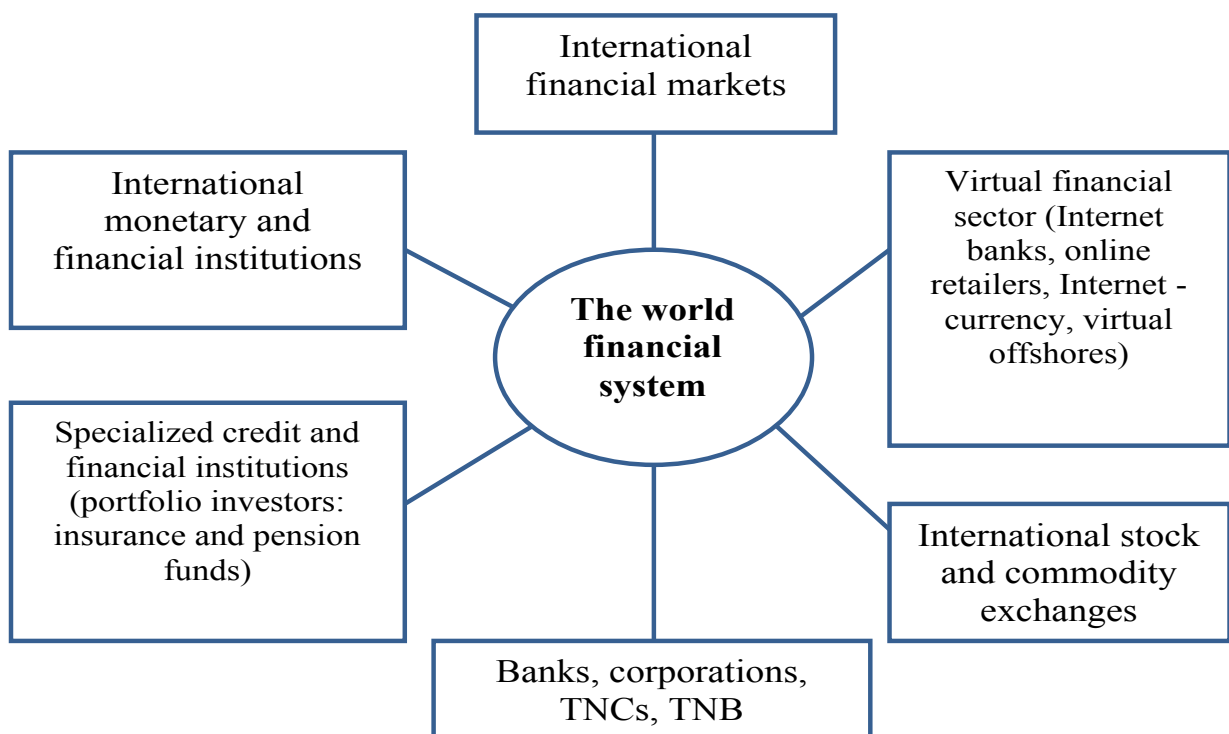 International
financial markets
International
monetary and
financial institutions
Virtual financial
sector (Internet
banks, online
retailers, Internet -
currency, virtual
offshores)
The world
financial
system
Specialized credit and
financial institutions
(portfolio investors:
insurance and pension
funds)
International stock
and commodity
exchanges
Banks, corporations,
TNCs, TNB